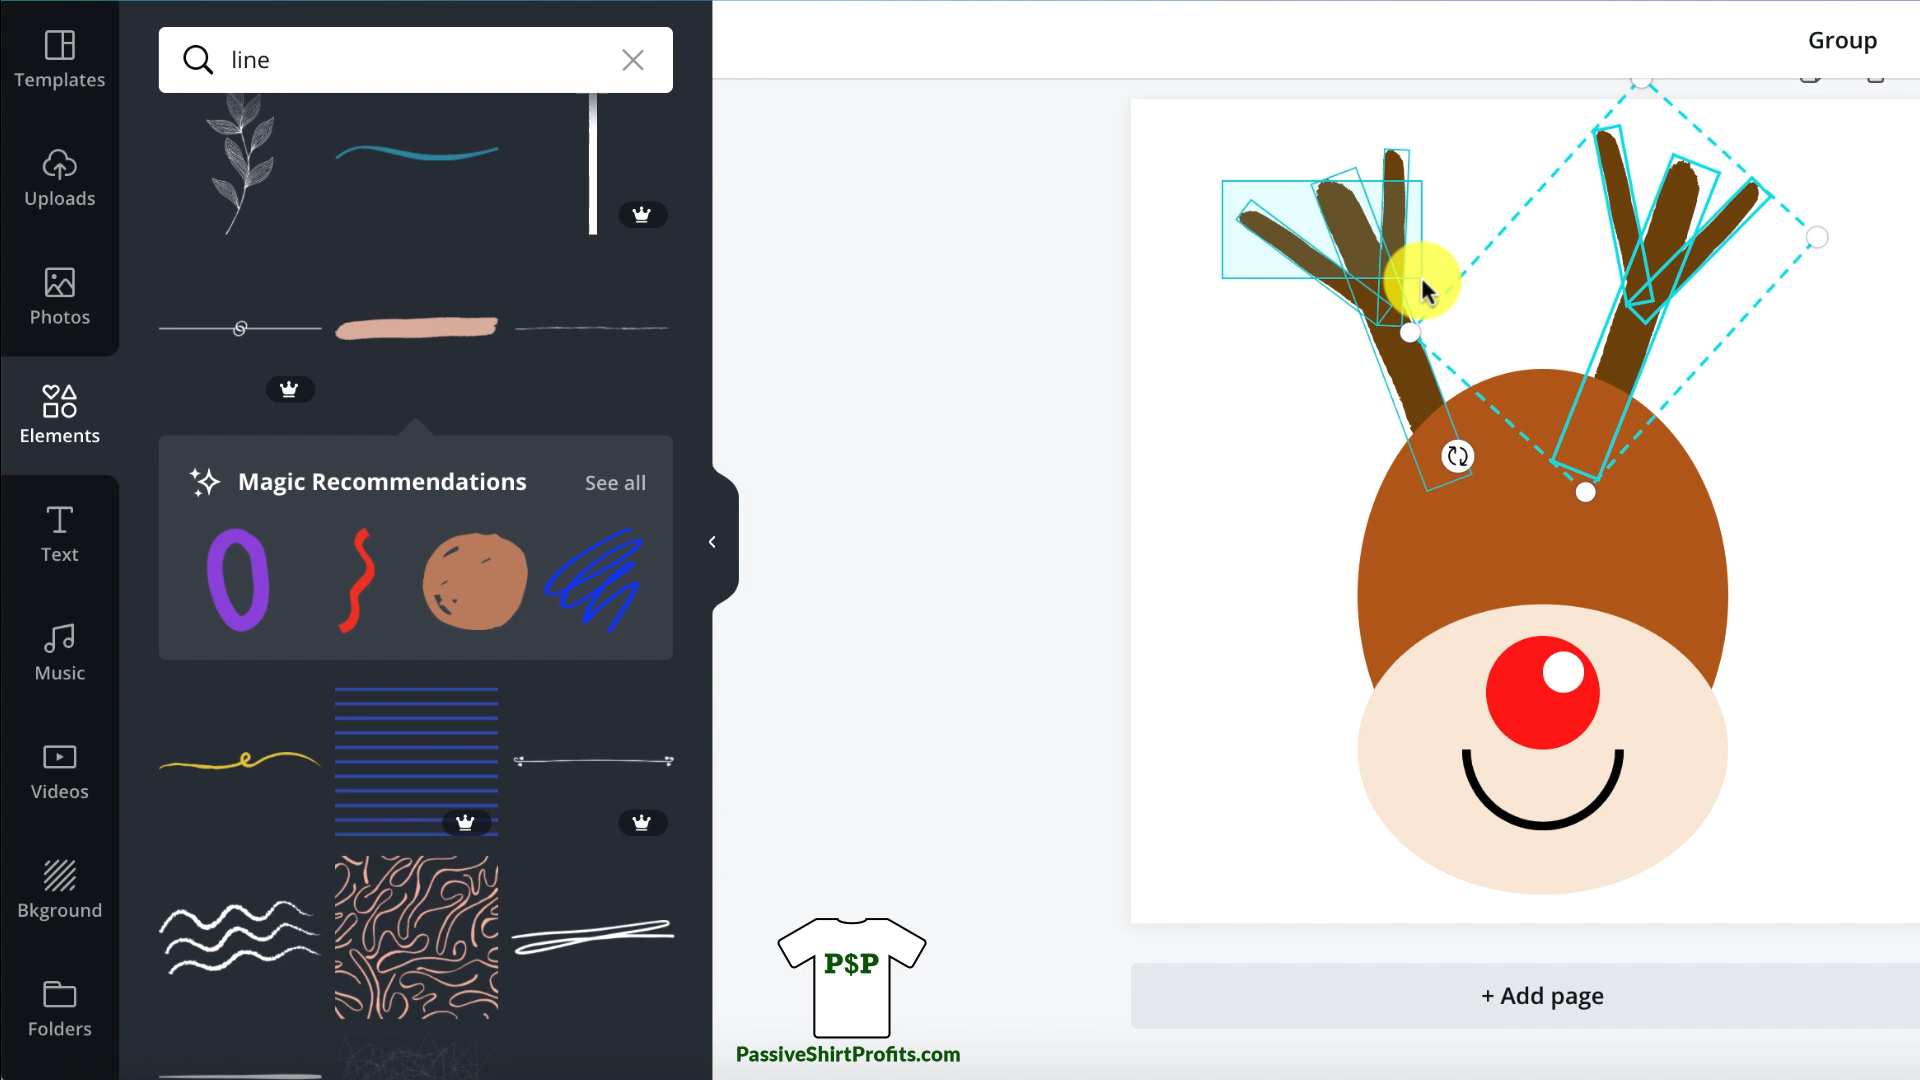 Templates
Uploads
Photos
Elements
Text
Music
Videos
Bkground
Folders
line
Magic Recommendations
See all
Group
+ Add page
P$P
PassiveShirtProfits.com